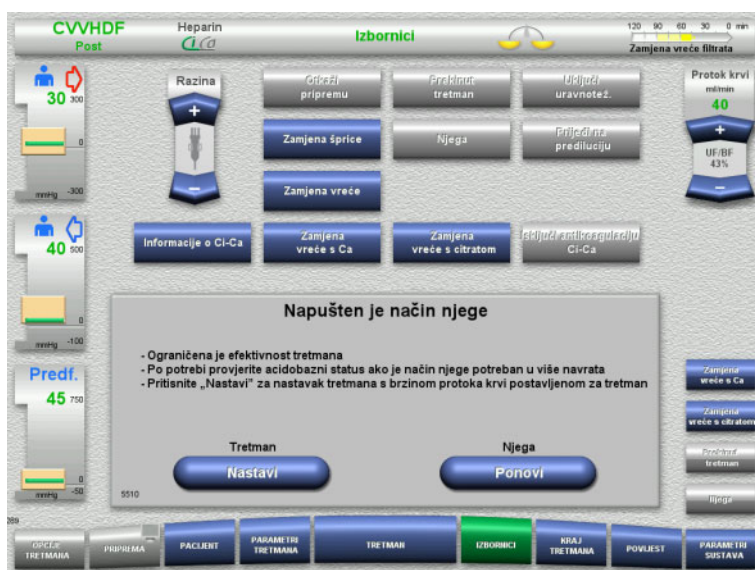 CVVHDF
Post
Heparin
Ci Ca
Izbornici
120 90 60 30 0 min
Zamjena vreće filtrata
30 300
0
mmHg -300
40 500
0
mmHg -100
Predf.
45 750
0
mmHg -50
Razina
+
–
Otkaži
pripremu
Prekinut
tretman
Uključi
uravnotež.
Zamjena šprice
Njega
Prijeđi na
prediluciju
Zamjena vreće
Informacije o Ci-Ca
Zamjena
vreće s Ca
Zamjena
vreće s citratom
Isključi antikoagulaciju
Ci-Ca
Protok krvi
ml/min
40
+
UF/BF
43%
–
Napušten je način njege
- Ograničena je efektivnost tretmana
- Po potrebi provjerite acidobazni status ako je način njege potreban u više navrata
- Pritisnite „Nastavi” za nastavak tretmana s brzinom protoka krvi postavljenom za tretman
Tretman
Nastavi
Njega
Ponovi
5510
Zamjena
vreće s Ca
Zamjena
vreće s citratom
Prekinut
tretman
Njega
089
OPCIJE
TRETMANA
PRIPREMA
PACIJENT
PARAMETRI
TRETMANA
TRETMAN
IZBORNICI
KRAJ
TRETMANA
POVIJEST
PARAMETRI
SUSTAVA